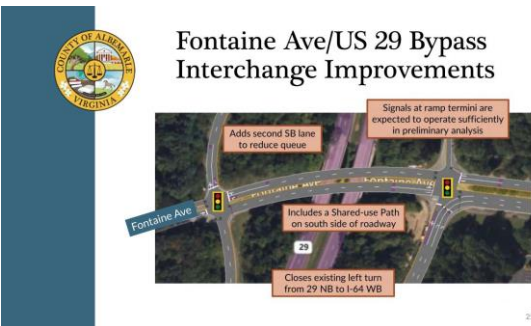 COUNTY OF ALBEMARLE
VIRGINIA
Fontaine Ave/US 29 Bypass
Interchange Improvements
Signals at ramp termini are
expected to operate sufficiently
in preliminary analysis
Adds second SB lane
to reduce queue
Fontaine Ave
Includes a Shared-use Path
on south side of roadway
29
Closes existing left turn
from 29 NB to I-64 WB